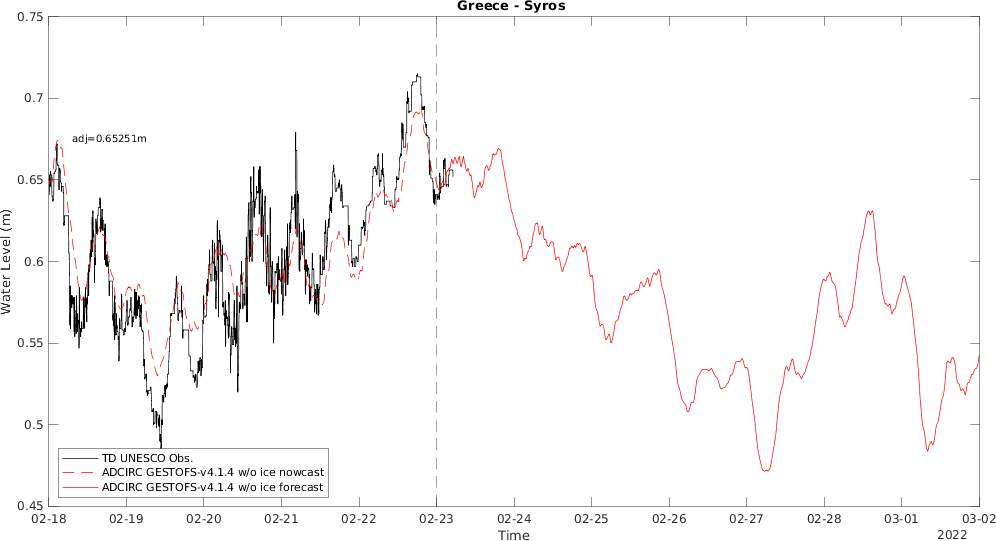 Greece - Syros
0.75
0.7
0.65
0.6
0.55
0.5
0.45
Water Level (m)
adj=0.65251m
TD UNESCO Obs.
ADCIRC GESTOFS-v4.1.4 w/o ice nowcast
ADCIRC GESTOFS-v4.1.4 w/o ice forecast
02-18 02-19 02-20 02-21 02-22 02-23 02-24 02-25 02-26 02-27 02-28 03-01 03-02
Time
2022